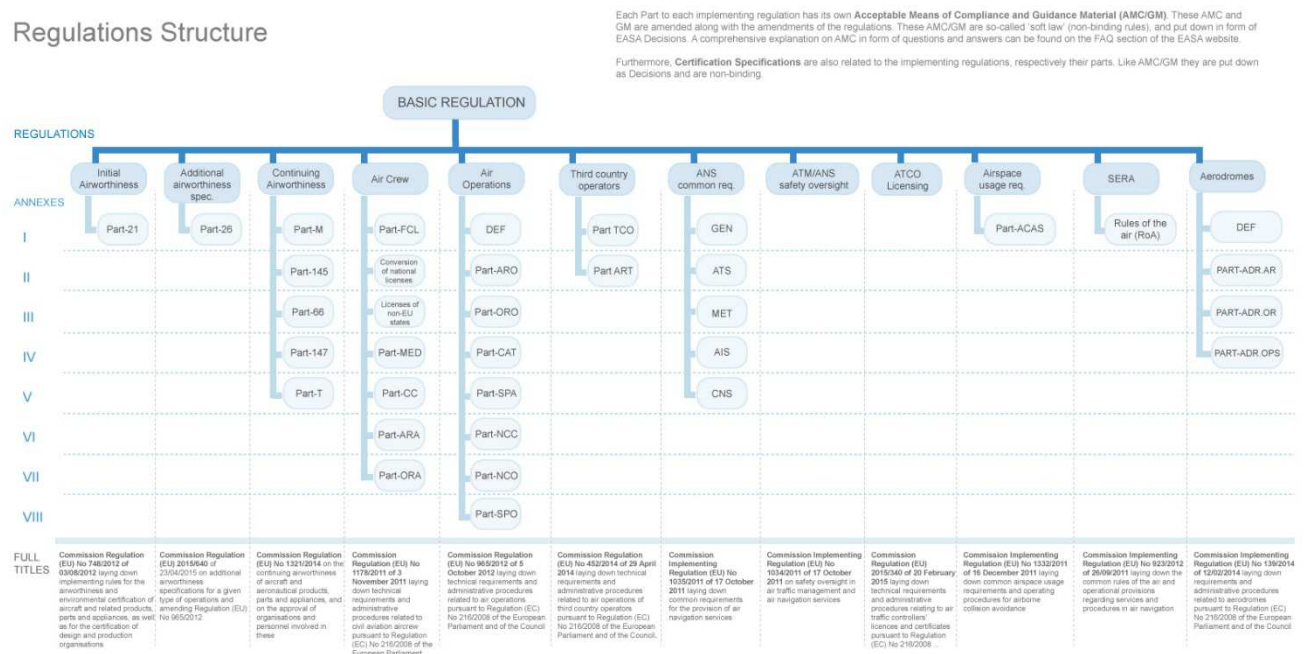 Regulations Structure
Each Part to each implementing regulation has its own Acceptable Means of Compliance and Guidance Material (AMC/GM). These AMC and
GM are amended along with the amendments of the regulations. These AMC/GM are so-called 'soft law' (non-binding rules), and put down in form of
EASA Decisions. A comprehensive explanation on AMC in form of questions and answers can be found on the FAQ section of the EASA website.
Furthermore, Certification Specifications are also related to the implementing regulations, respectively their parts. Like AMC/GM they are put down
as Decisions and are non-binding.
BASIC REGULATION
REGULATIONS
Initial
Airworthiness
Additional
airworthiness
spec.
Continuing
Airworthiness
Air Crew
Air
Operations
Third country
operators
ANS
common req.
ATM/ANS
safety oversight
ATCO
Licensing
Airspace
usage req.
SERA
Aerodromes
ANNEXES
I
Part-21
Part-26
Part-M
Part-FCL
DEF
Part TCO
GEN
Part-ACAS
Rules of the
air (RoA)
DEF
II
Part-145
Conversion
of national
licenses
Part-ARO
Part ART
ATS
PART-ADR.AR
III
Part-66
Licenses of
non-EU
states
Part-ORO
MET
PART-ADR.OR
IV
Part-147
Part-MED
Part-CAT
AIS
PART-ADR.OPS
V
Part-T
Part-CC
Part-SPA
CNS
VI
Part-ARA
Part-NCC
VII
Part-ORA
Part-NCO
VIII
Part-SPO
FULL
TITLES
Commission Regulation
(EU) No 748/2012 of
03/08/2012 laying down
implementing rules for the
airworthiness and
environmental certification of
aircraft and related products,
parts and appliances, as well
as for the certification of
design and production
organisations
Commission Regulation
(EU) 2015/640 of
23/04/2015 on additional
airworthiness
specifications for a given
type of operations and
amending Regulation (EU)
No 965/2012
Commission Regulation
(EU) No 1321/2014 on the
continuing airworthiness
of aircraft and
aeronautical products,
parts and appliances, and
on the approval of
organisations and
personnel involved in
these
Commission
Regulation (EU) No
1178/2011 of 3
November 2011 laying
down technical
requirements and
administrative
procedures related to
civil aviation aircrew
pursuant to Regulation
(EC) No 216/2008 of the
European Parliament
Commission Regulation
(EU) No 965/2012 of 5
October 2012 laying down
technical requirements and
administrative procedures
related to air operations
pursuant to Regulation (EC)
No 216/2008 of the European
Parliament and of the Council
Commission Regulation
(EU) No 452/2014 of 29 April
2014 laying down technical
requirements and
administrative procedures
related to air operations of
third country operators
pursuant to Regulation (EC)
No 216/2008 of the European
Parliament and of the Council.
Commission
Implementing
Regulation (EU) No
1035/2011 of 17 October
2011 laying down
common requirements
for the provision of air
navigation services
Commission Implementing
Regulation (EU) No
1034/2011 of 17 October
2011 on safety oversight in
air traffic management and
air navigation services
Commission
Regulation (EU)
2015/340 of 20 February
2015 laying down
technical requirements
and administrative
procedures relating to air
traffic controllers'
licences and certificates
pursuant to Regulation
(EC) No 216/2008 ...
Commission Implementing
Regulation (EU) No 1332/2011
of 16 December 2011 laying
down common airspace usage
requirements and operating
procedures for airborne
collision avoidance
Commission Implementing
Regulation (EU) No 923/2012
of 26/09/2011 laying down the
common rules of the air and
operational provisions
regarding services and
procedures in air navigation
Commission Implementing
Regulation (EU) No 139/2014
of 12/02/2014 laying down
requirements and
administrative procedures
related to aerodromes
pursuant to Regulation (EC)
No 216/2008 of the European
Parliament and of the Council